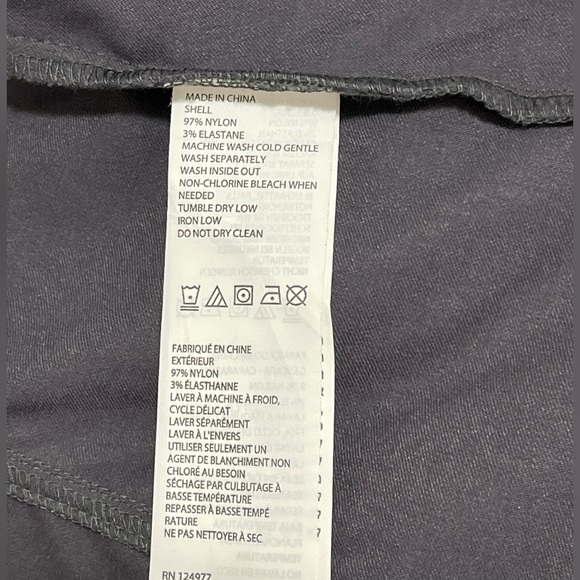 MADE IN CHINA
SHELL
97% NYLON
3% ELASTANE
MACHINE WASH COLD GENTLE
WASH SEPARATELY
WASH INSIDE OUT
NON-CHLORINE BLEACH WHEN
NEEDED
TUMBLE DRY LOW
IRON LOW
DO NOT DRY CLEAN
FABRIQUÉ EN CHINE
EXTÉRIEUR
97% NYLON
3% ÉLASTHANNE
LAVER À MACHINE À FROID,
CYCLE DÉLICAT
LAVER SÉPARÉMENT
LAVER À L'ENVERS
UTILISER SEULEMENT UN
AGENT DE BLANCHIMENT NON
CHLORÉ AU BESOIN
SÉCHAGE PAR CULBUTAGE À
BASSE TEMPÉRATURE
REPASSER À BASSE TEMPÉ
RATURE
NE PAS NETTOYER À SEC
RN 124977